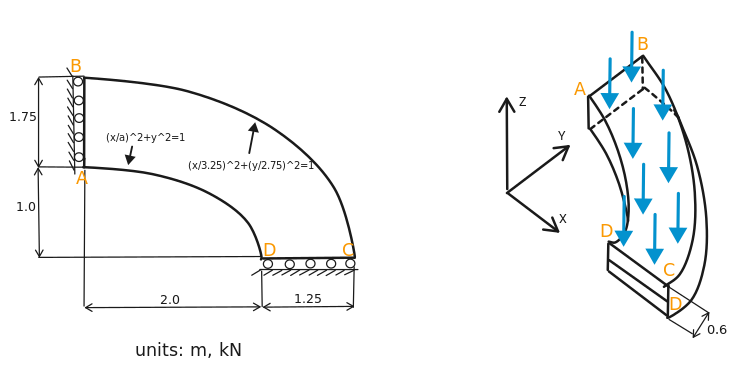 B
1.75
(x/a)^2+y^2=1
(x/3.25)^2+(y/2.75)^2=1
A
1.0
D
C
2.0
1.25
units: m, kN
B
A
Z
Y
X
D
C
D
0.6